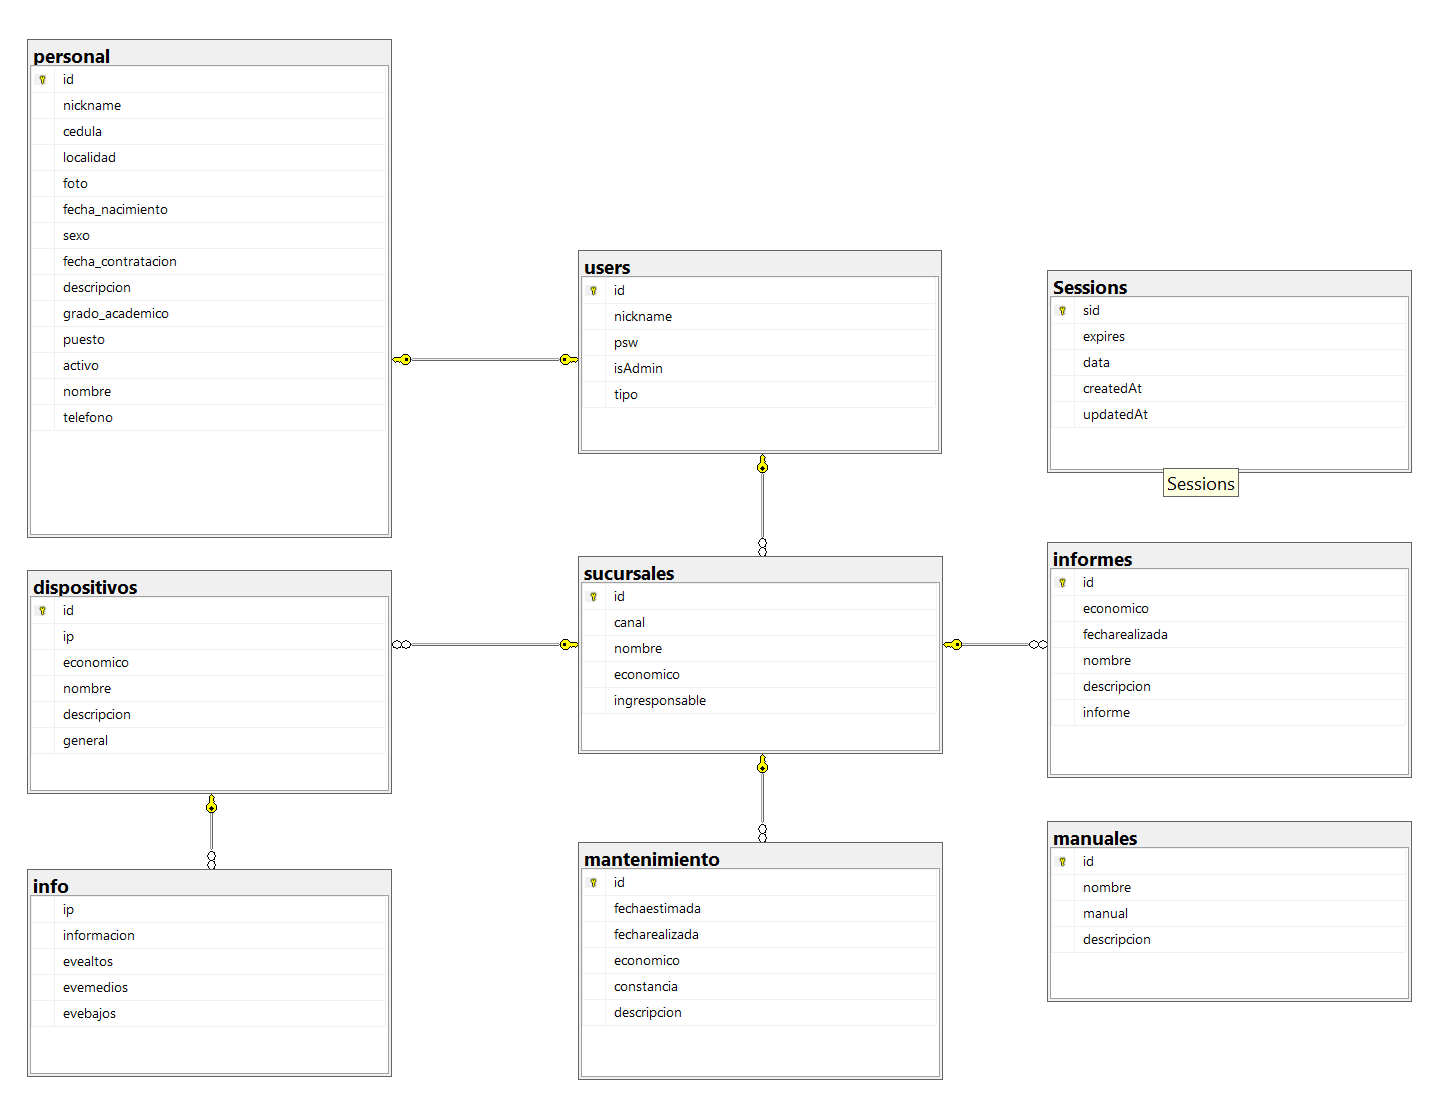 personal
id
nickname
cedula
localidad
foto
fecha_nacimiento
sexo
fecha_contratacion
descripcion
grado_academico
puesto
activo
nombre
telefono
users
id
nickname
psw
isAdmin
tipo
Sessions
sid
expires
data
createdAt
updatedAt
Sessions
dispositivos
id
ip
economico
nombre
descripcion
general
sucursales
id
canal
nombre
economico
ingresponsable
informes
id
economico
fecharealizada
nombre
descripcion
informe
info
ip
informacion
evealtos
evemedios
evebajos
mantenimiento
id
fechaestimada
fecharealizada
economico
constancia
descripcion
manuales
id
nombre
manual
descripcion